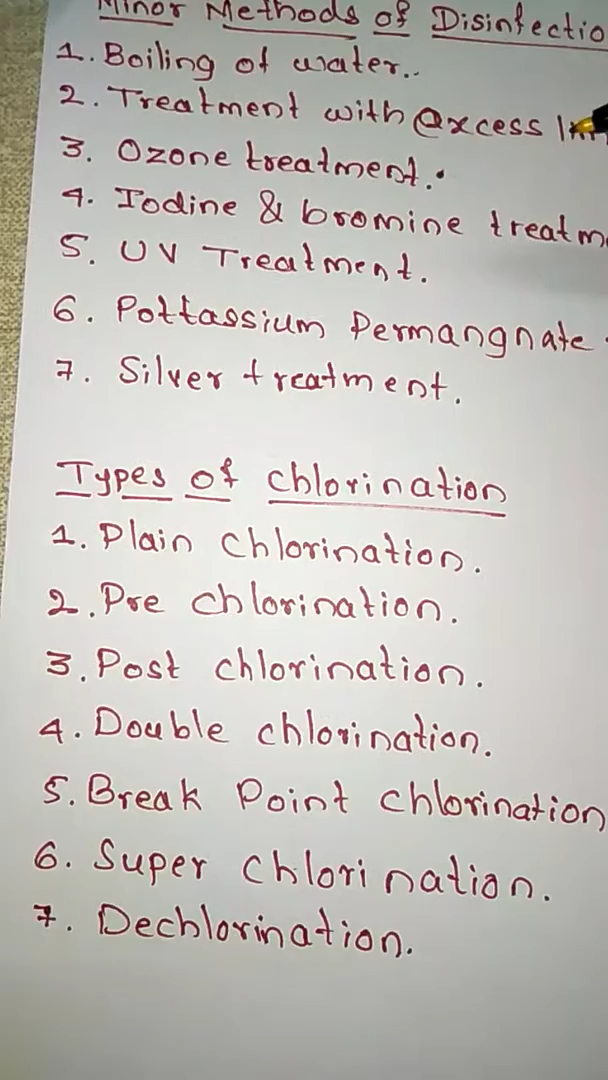 Minor Methods of Disinfectio
1. Boiling of water..
2. Treatment with excess
3. Ozone treatment.
4. Iodine & bromine treatm
5. UV Treatment.
6. Pottassium Permangnate.
7. Silver treatment.
Types of chlorination
1. Plain Chlorination.
2. Pre chlorination.
3. Post chlorination.
4. Double chlorination.
5. Break Point chlorination
6. Super chlorination.
7. Dechlorination.